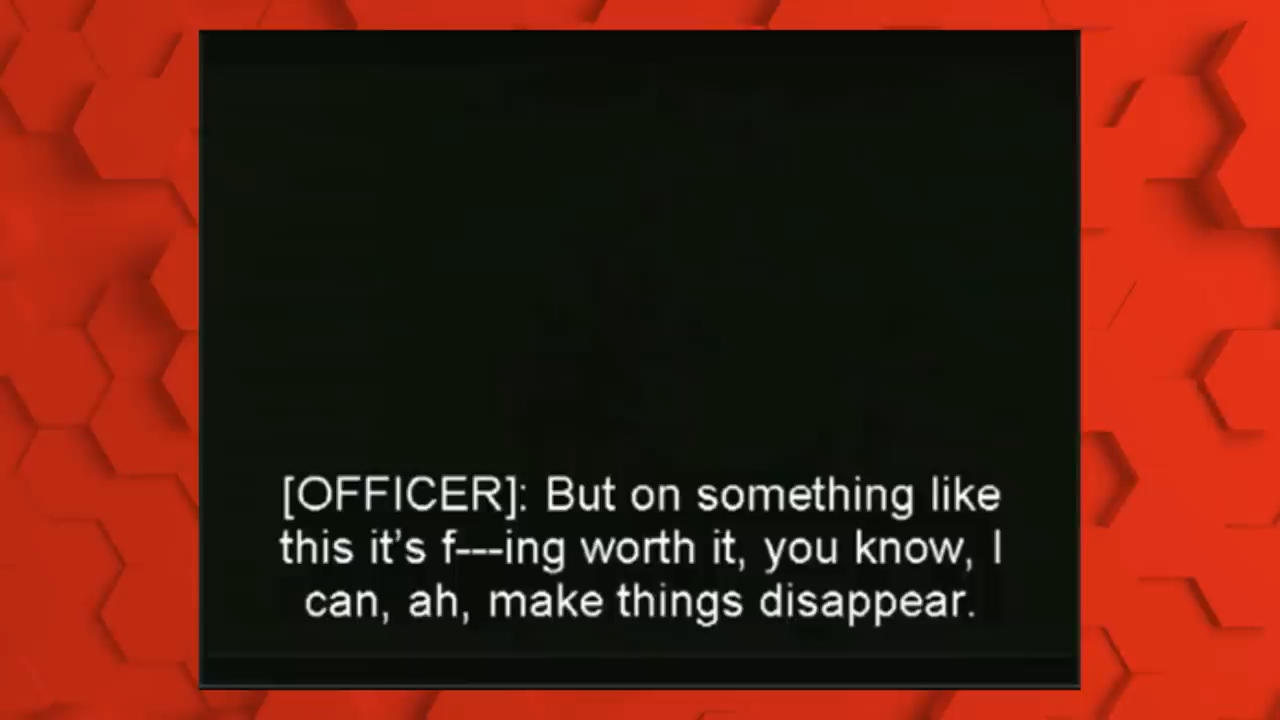 [OFFICER]: But on something like
this it’s f---ing worth it, you know, I
can, ah, make things disappear.